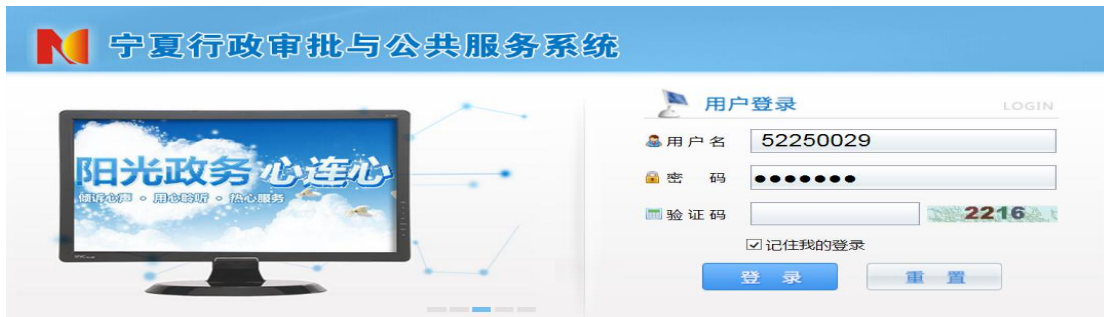 宁夏行政审批与公共服务系统
阳光政务 心连心
倾诉心声 · 用心聆听 · 热心服务
用户登录
LOGIN
用户名 52250029
密 码 ●●●●●●●
验证码 2216
记住我的登录
登 录 重 置